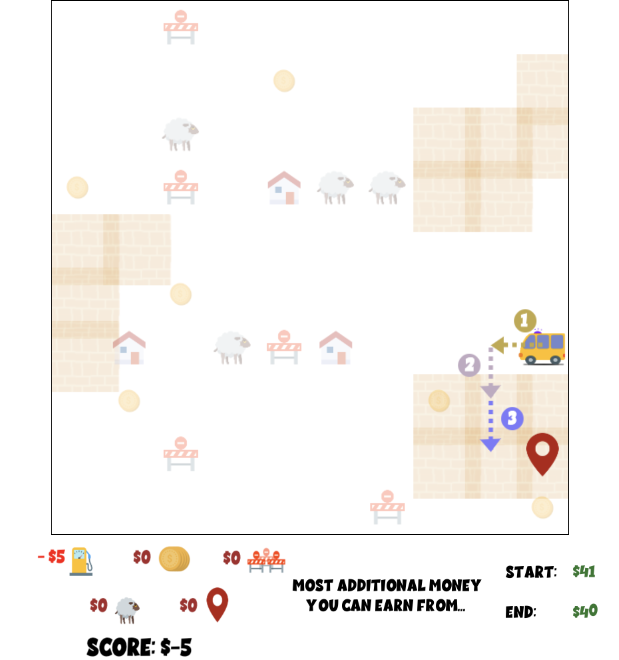 1
2
3
- $5
$0
$0
$0
$0
MOST ADDITIONAL MONEY
YOU CAN EARN FROM...
START: $41
END: $40
SCORE: $-5